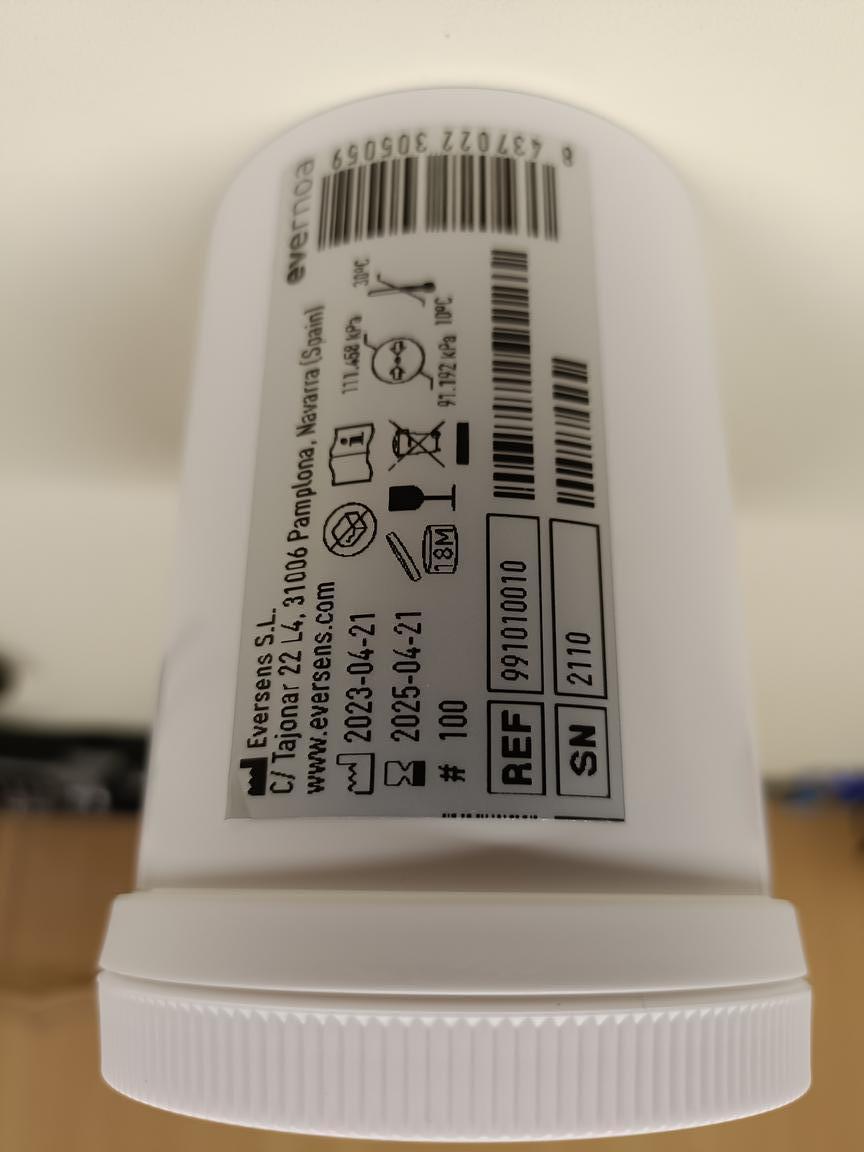 Eversens S.L.
C/ Tajonar 22 L4, 31006 Pamplona, Navarra (Spain)
www.eversens.com
evernoa
2023-04-21
2025-04-21
# 100
18M
111.458 kPa
91.192 kPa
30ºC
10ºC
8 437022 305059
REF 991010010
SN 2110